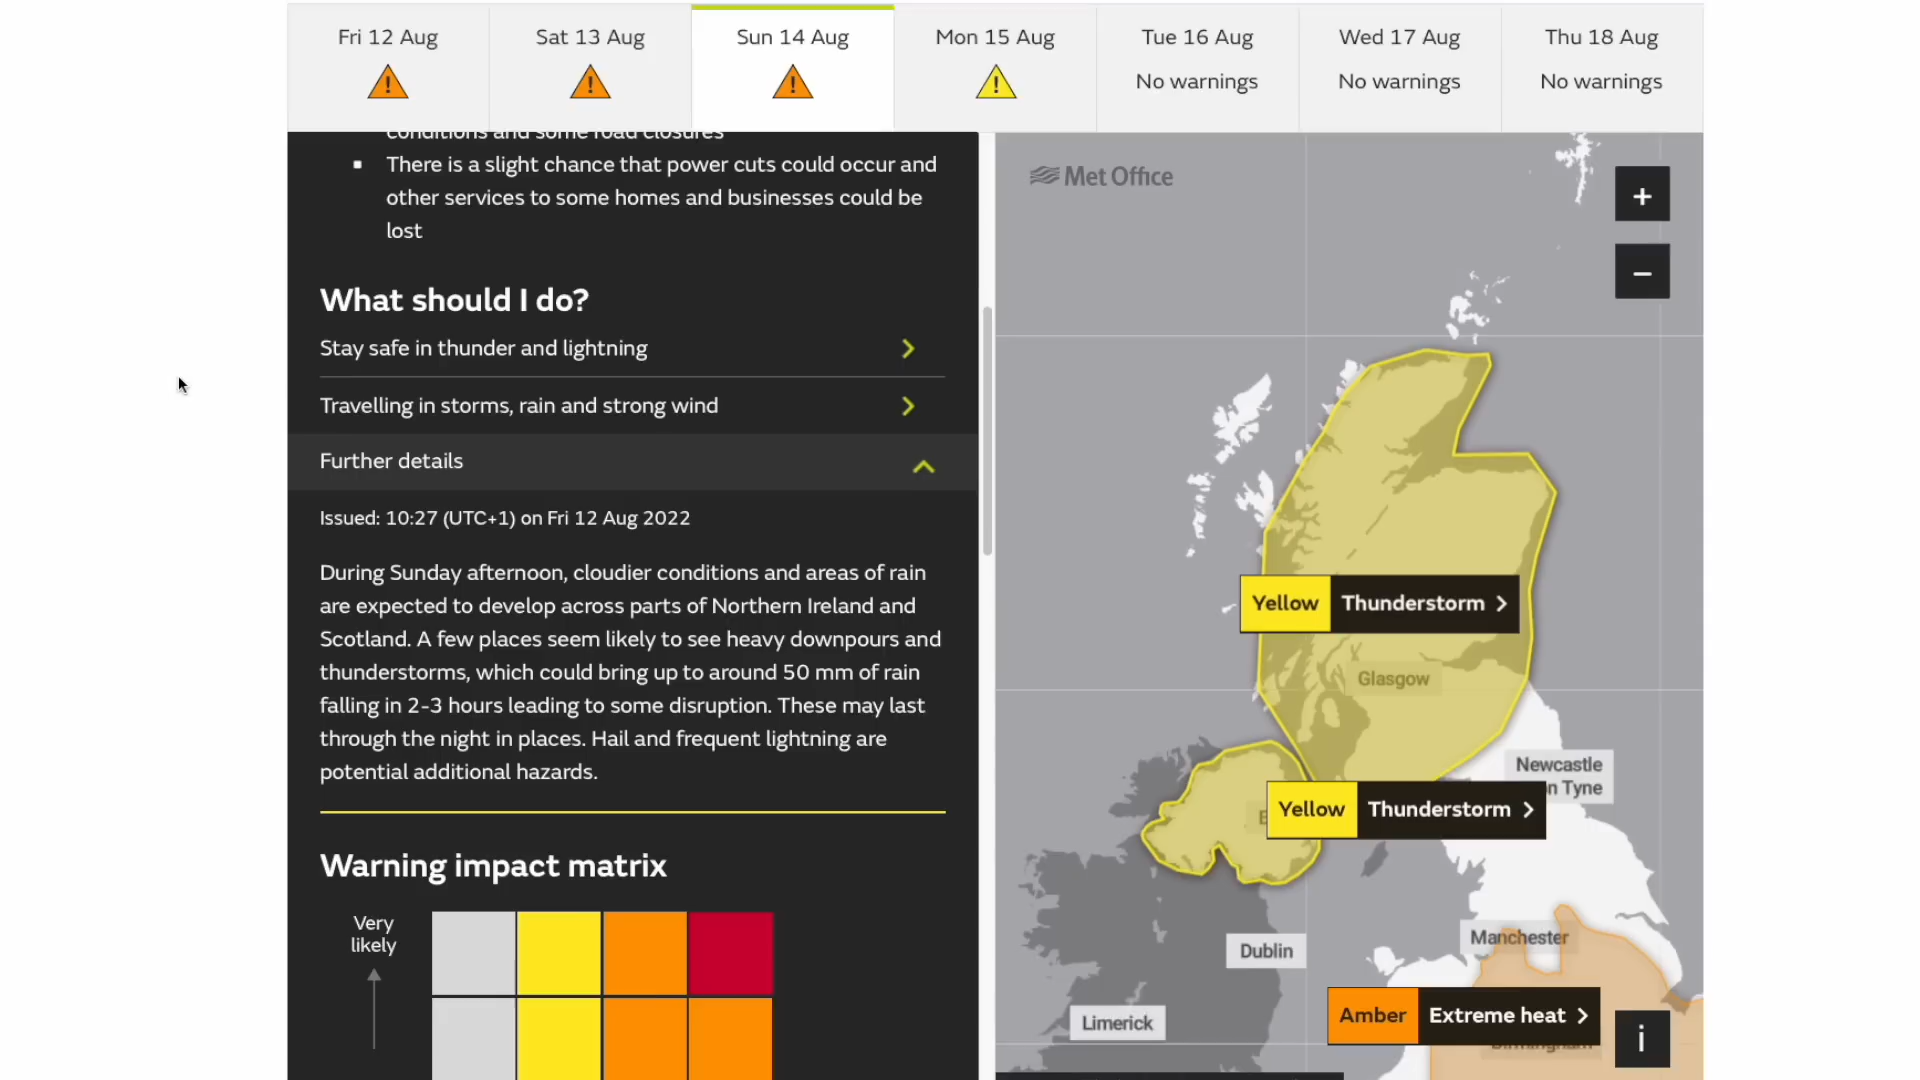 Fri 12 Aug
Sat 13 Aug
Sun 14 Aug
Mon 15 Aug
Tue 16 Aug
No warnings
Wed 17 Aug
No warnings
Thu 18 Aug
No warnings
conditions and some road closures
There is a slight chance that power cuts could occur and
other services to some homes and businesses could be
lost
What should I do?
Stay safe in thunder and lightning
Travelling in storms, rain and strong wind
Further details
Issued: 10:27 (UTC+1) on Fri 12 Aug 2022
During Sunday afternoon, cloudier conditions and areas of rain
are expected to develop across parts of Northern Ireland and
Scotland. A few places seem likely to see heavy downpours and
thunderstorms, which could bring up to around 50 mm of rain
falling in 2-3 hours leading to some disruption. These may last
through the night in places. Hail and frequent lightning are
potential additional hazards.
Warning impact matrix
Very
likely
Met Office
+
−
Yellow Thunderstorm
Glasgow
Newcastle
n Tyne
Yellow Thunderstorm
Manchester
Dublin
Amber Extreme heat
Limerick
Birmingham
i